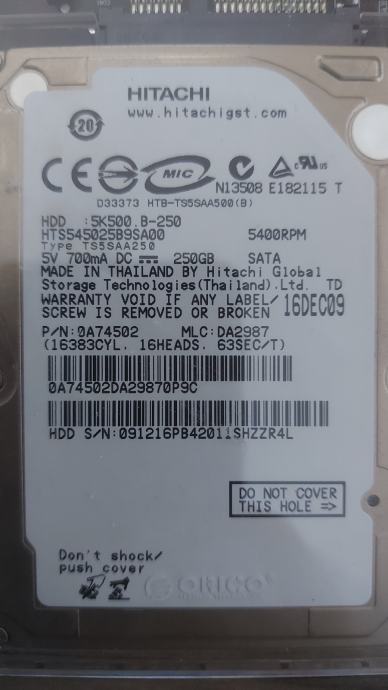 HITACHI
www.hitachigst.com
20
CE MIC C UL US
N13508 E182115 T
D33373 HTB-TS5SAA500(B)
HDD :5K500.B-250
HTS545025B9SA00 5400RPM
Type TS5SAA250
5V 700mA DC 250GB SATA
MADE IN THAILAND BY Hitachi Global
Storage Technologies(Thailand).Ltd. TD
WARRANTY VOID IF ANY LABEL/ 16DEC09
SCREW IS REMOVED OR BROKEN
P/N:0A74502 MLC:DA2987
(16383CYL. 16HEADS. 63SEC/T)
0A74502DA29870P9C
HDD S/N:091216PB42011SHZZR4L
DO NOT COVER
THIS HOLE =>
Don't shock/
push cover
ORICO